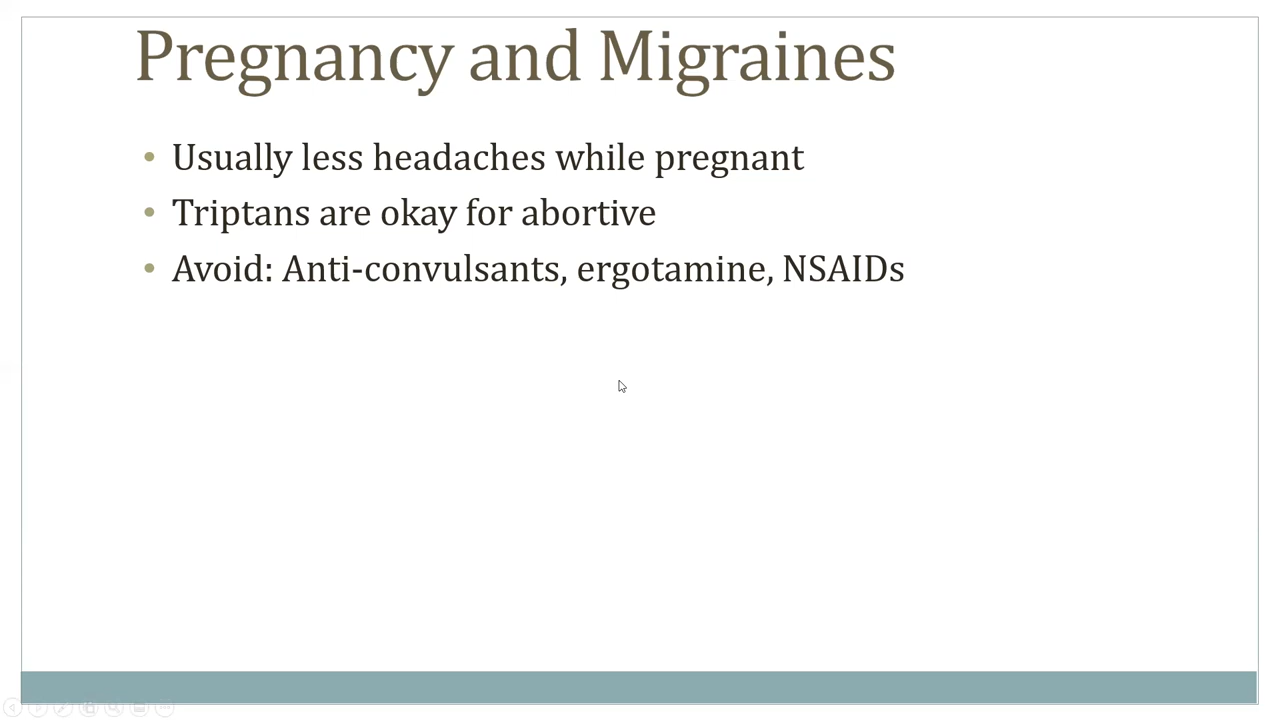 Pregnancy and Migraines
• Usually less headaches while pregnant
• Triptans are okay for abortive
• Avoid: Anti-convulsants, ergotamine, NSAIDs